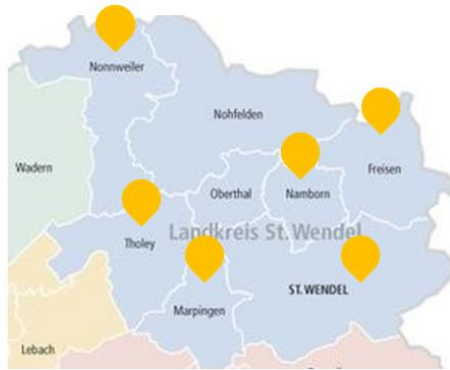 Nonnweiler
Nohfelden
Wadern
Freisen
Oberthal
Namborn
Landkreis St. Wendel
Tholey
ST. WENDEL
Marpingen
Lebach